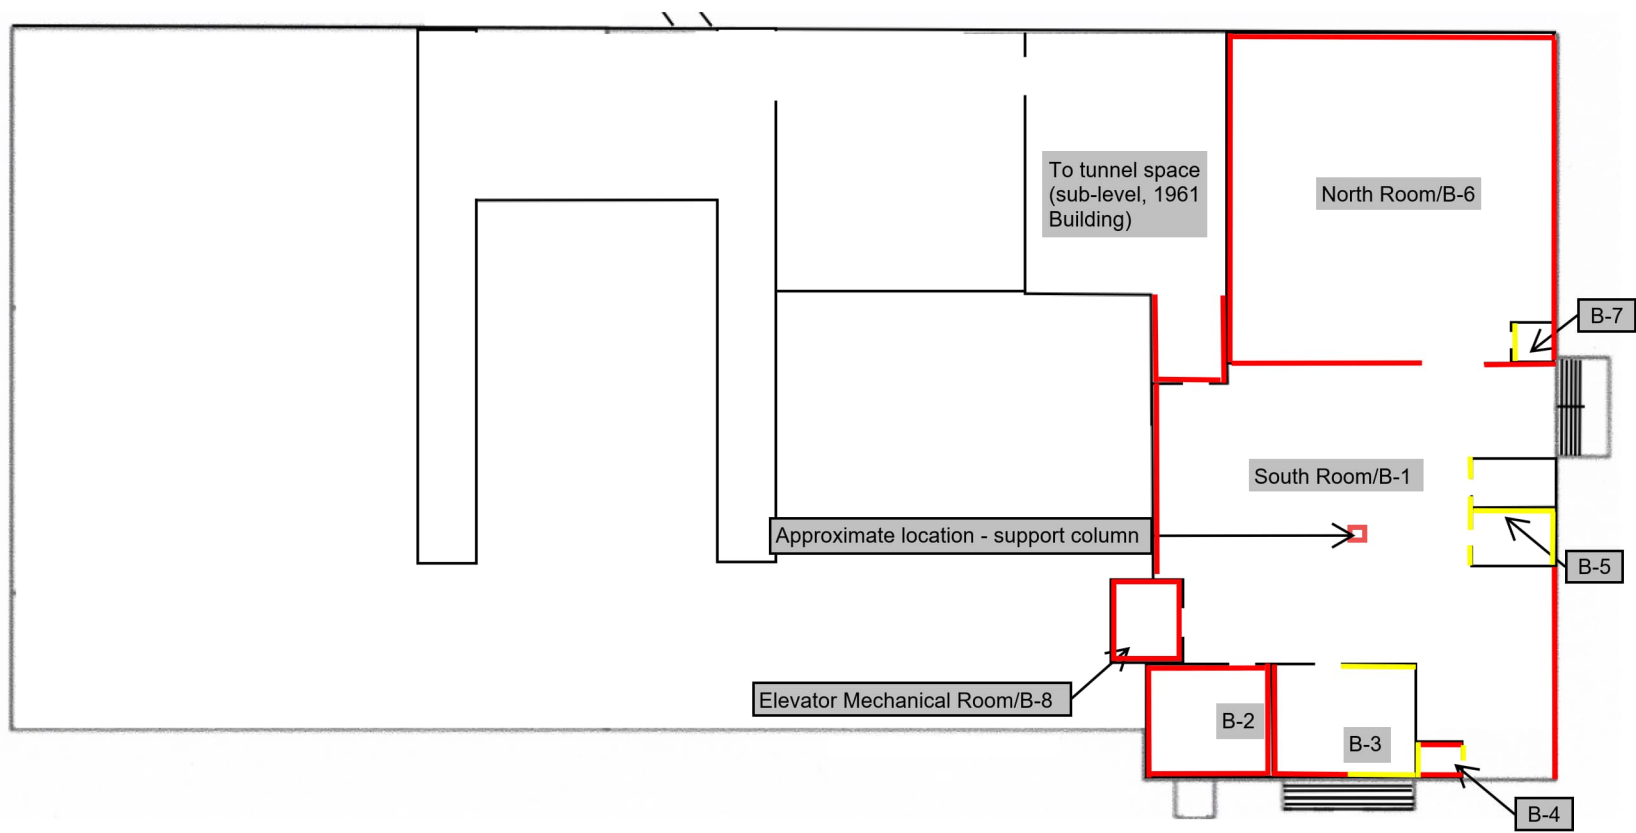 To tunnel space
(sub-level, 1961
Building)
North Room/B-6
B-7
South Room/B-1
Approximate location - support column
B-5
Elevator Mechanical Room/B-8
B-2
B-3
B-4